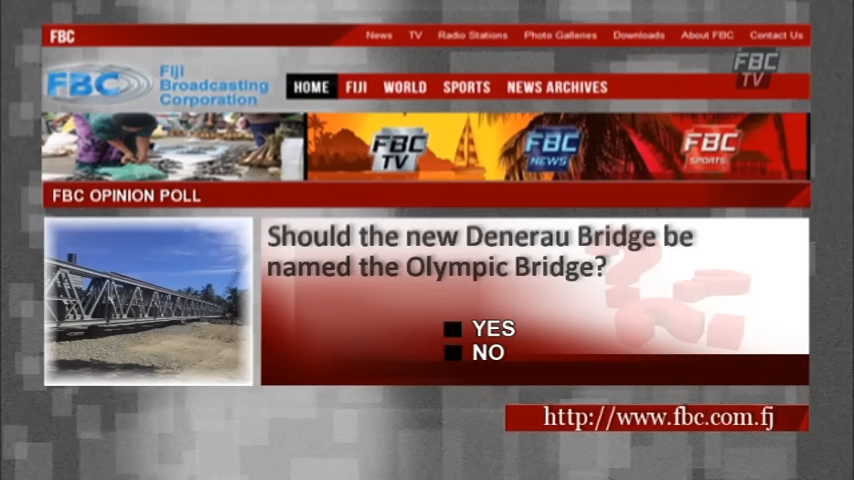 FBC
News TV Radio Stations Photo Galleries Downloads About FBC Contact Us
FBC
TV
FBC
Fiji
Broadcasting
Corporation
HOME FIJI WORLD SPORTS NEWS ARCHIVES
FBC
TV
FBC
NEWS
FBC
SPORTS
FBC OPINION POLL
Should the new Denerau Bridge be
named the Olympic Bridge?
YES
NO
http://www.fbc.com.fj